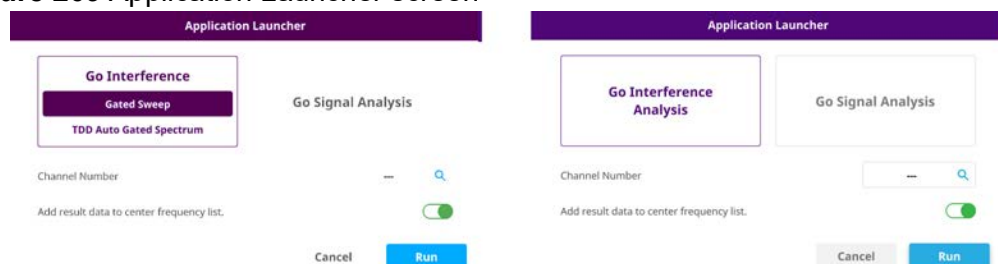 Application Launcher screen
Application Launcher
Go Interference
Gated Sweep
TDD Auto Gated Spectrum
Go Signal Analysis
Channel Number
---
Add result data to center frequency list.
Cancel
Run
Application Launcher
Go Interference
Analysis
Go Signal Analysis
Channel Number
---
Add result data to center frequency list.
Cancel
Run